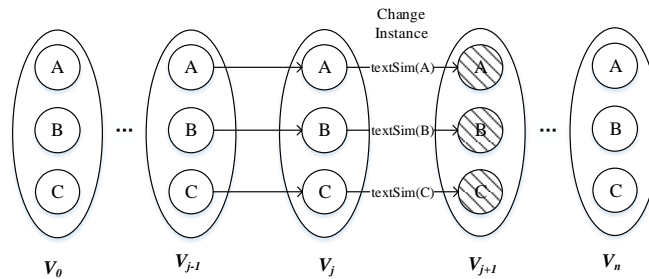 Change
Instance
A A A textSim(A) A A
B B B textSim(B) B B
... ...
C C C textSim(C) C C
V0 Vj-1 Vj Vj+1 Vn